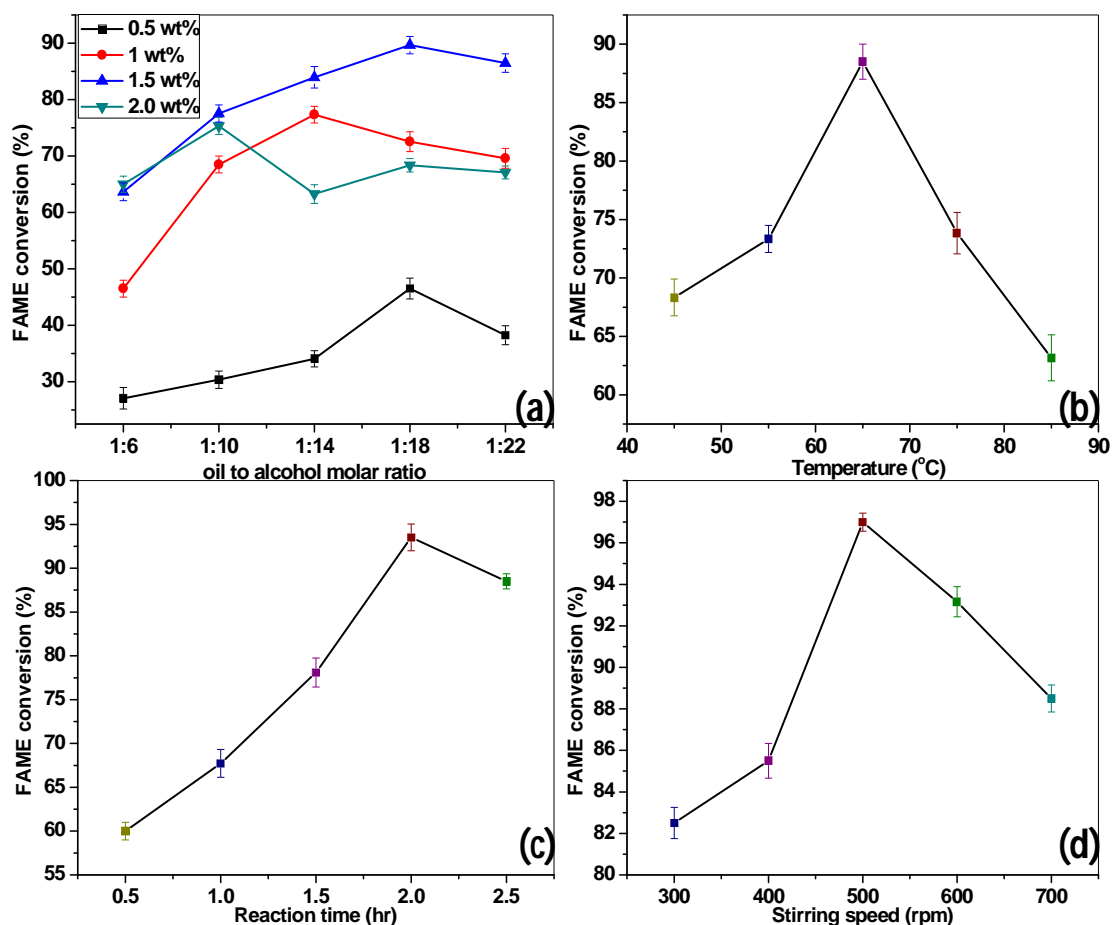 0.5 wt%
1 wt%
1.5 wt%
2.0 wt%
90
80
70
60
50
40
30
FAME conversion (%)
(a)
1:6 1:10 1:14 1:18 1:22
oil to alcohol molar ratio
90
85
80
75
70
65
60
FAME conversion (%)
(b)
40 50 60 70 80 90
Temperature (°C)
100
95
90
85
80
75
70
65
60
55
FAME conversion (%)
(c)
0.5 1.0 1.5 2.0 2.5
Reaction time (hr)
98
96
94
92
90
88
86
84
82
80
FAME conversion (%)
(d)
300 400 500 600 700
Stirring speed (rpm)